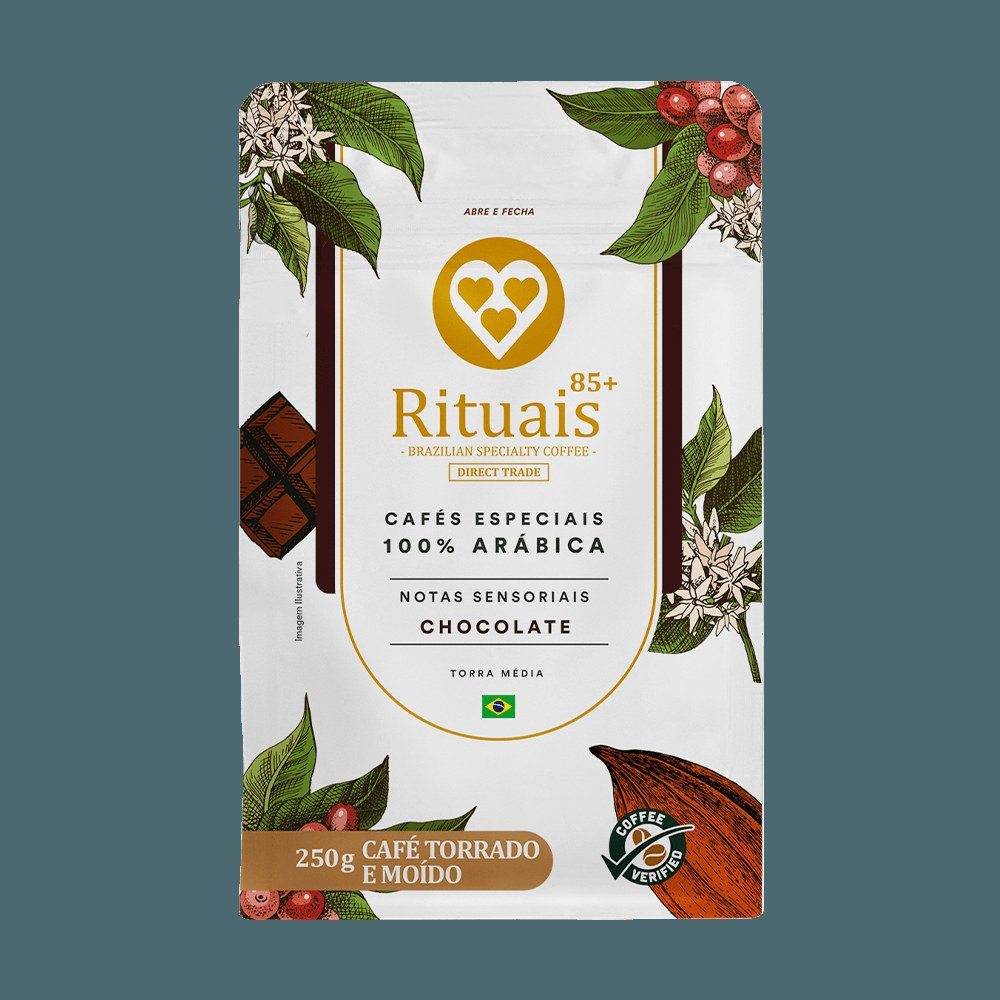 ABRE E FECHA
Rituais 85+
- BRAZILIAN SPECIALTY COFFEE -
DIRECT TRADE
CAFÉS ESPECIAIS
100% ARÁBICA
NOTAS SENSORIAIS
CHOCOLATE
TORRA MÉDIA
Imagem Ilustrativa
250g CAFÉ TORRADO
E MOÍDO
COFFEE
VERIFIED